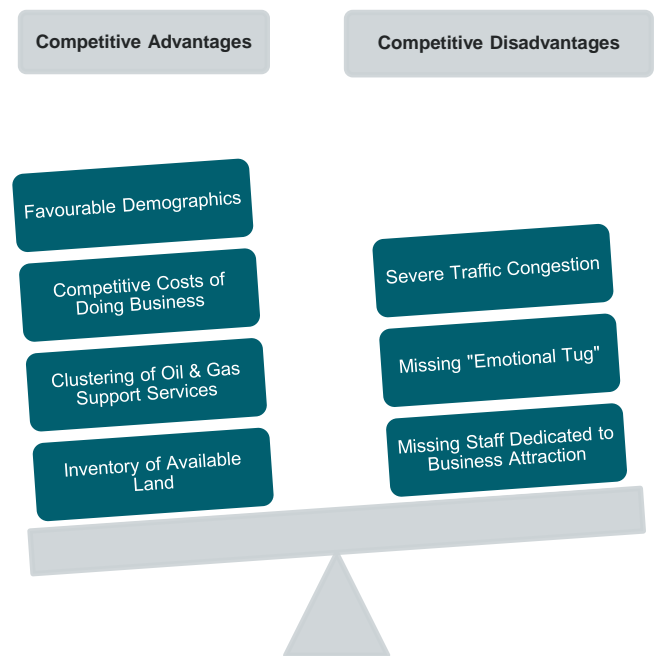 Competitive Advantages
Competitive Disadvantages
Favourable Demographics
Competitive Costs of
Doing Business
Clustering of Oil & Gas
Support Services
Inventory of Available
Land
Severe Traffic Congestion
Missing "Emotional Tug"
Missing Staff Dedicated to
Business Attraction